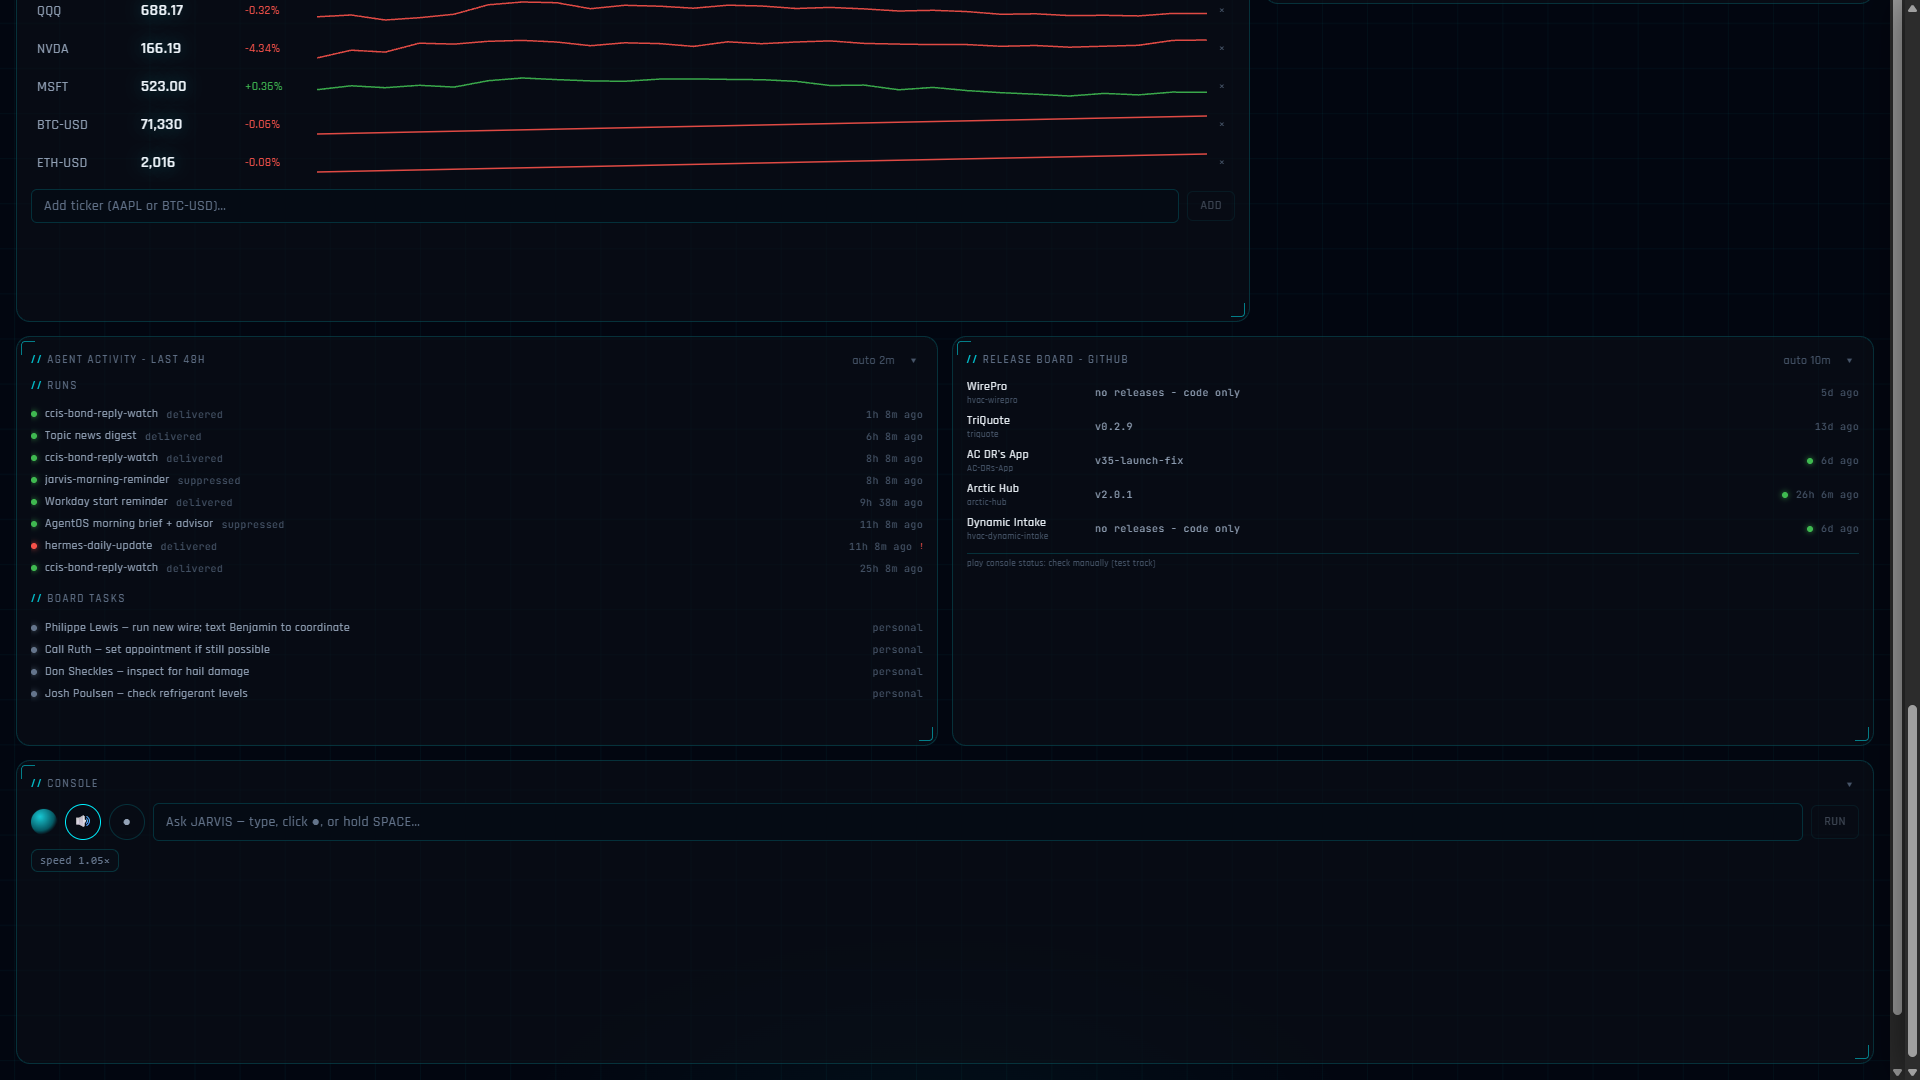 QQQ 688.17 -0.32% ×
NVDA 166.19 -4.34% ×
MSFT 523.00 +0.36% ×
BTC-USD 71,330 -0.06% ×
ETH-USD 2,016 -0.08% ×
Add ticker (AAPL or BTC-USD)... ADD
// AGENT ACTIVITY - LAST 48H auto 2m ▾
// RUNS
ccis-bond-reply-watch delivered 1h 8m ago
Topic news digest delivered 6h 8m ago
ccis-bond-reply-watch delivered 8h 8m ago
jarvis-morning-reminder suppressed 8h 8m ago
Workday start reminder delivered 9h 38m ago
AgentOS morning brief + advisor suppressed 11h 8m ago
hermes-daily-update delivered 11h 8m ago !
ccis-bond-reply-watch delivered 25h 8m ago
// BOARD TASKS
Philippe Lewis – run new wire; text Benjamin to coordinate personal
Call Ruth – set appointment if still possible personal
Don Sheckles – inspect for hail damage personal
Josh Poulsen – check refrigerant levels personal
// RELEASE BOARD - GITHUB auto 10m ▾
WirePro
hvac-wirepro
no releases - code only 5d ago
TriQuote
triquote
v0.2.9 13d ago
AC DR's App
AC-DRs-App
v35-launch-fix 6d ago
Arctic Hub
arctic-hub
v2.0.1 26h 6m ago
Dynamic Intake
hvac-dynamic-intake
no releases - code only 6d ago
play console status: check manually (test track)
// CONSOLE ▾
Ask JARVIS – type, click ●, or hold SPACE... RUN
speed 1.05×